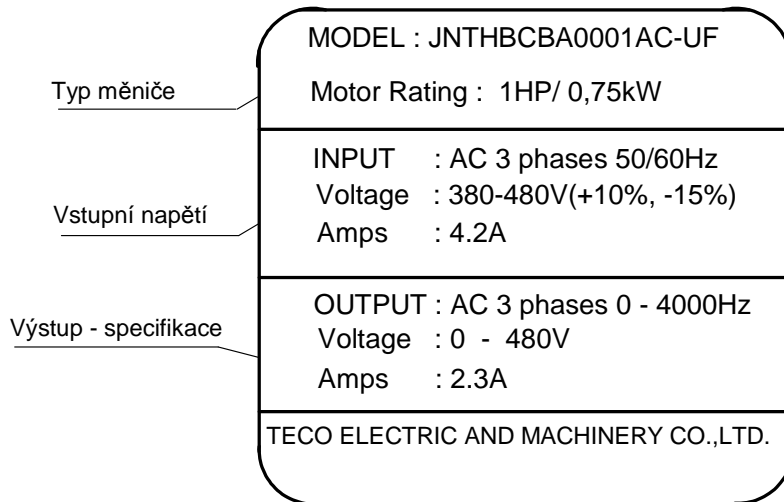 MODEL : JNTHBCBA0001AC-UF
Typ měniče
Motor Rating : 1HP/ 0,75kW
INPUT : AC 3 phases 50/60Hz
Voltage : 380-480V(+10%, -15%)
Vstupní napětí
Amps : 4.2A
OUTPUT : AC 3 phases 0 - 4000Hz
Výstup - specifikace
Voltage : 0 - 480V
Amps : 2.3A
TECO ELECTRIC AND MACHINERY CO.,LTD.